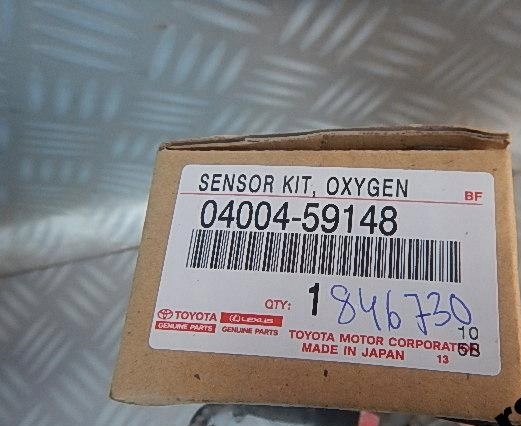 SENSOR KIT, OXYGEN
BF
04004-59148
QTY: 1 846730
TOYOTA LEXUS
GENUINE PARTS GENUINE PARTS
10
TOYOTA MOTOR CORPORATION
MADE IN JAPAN 13